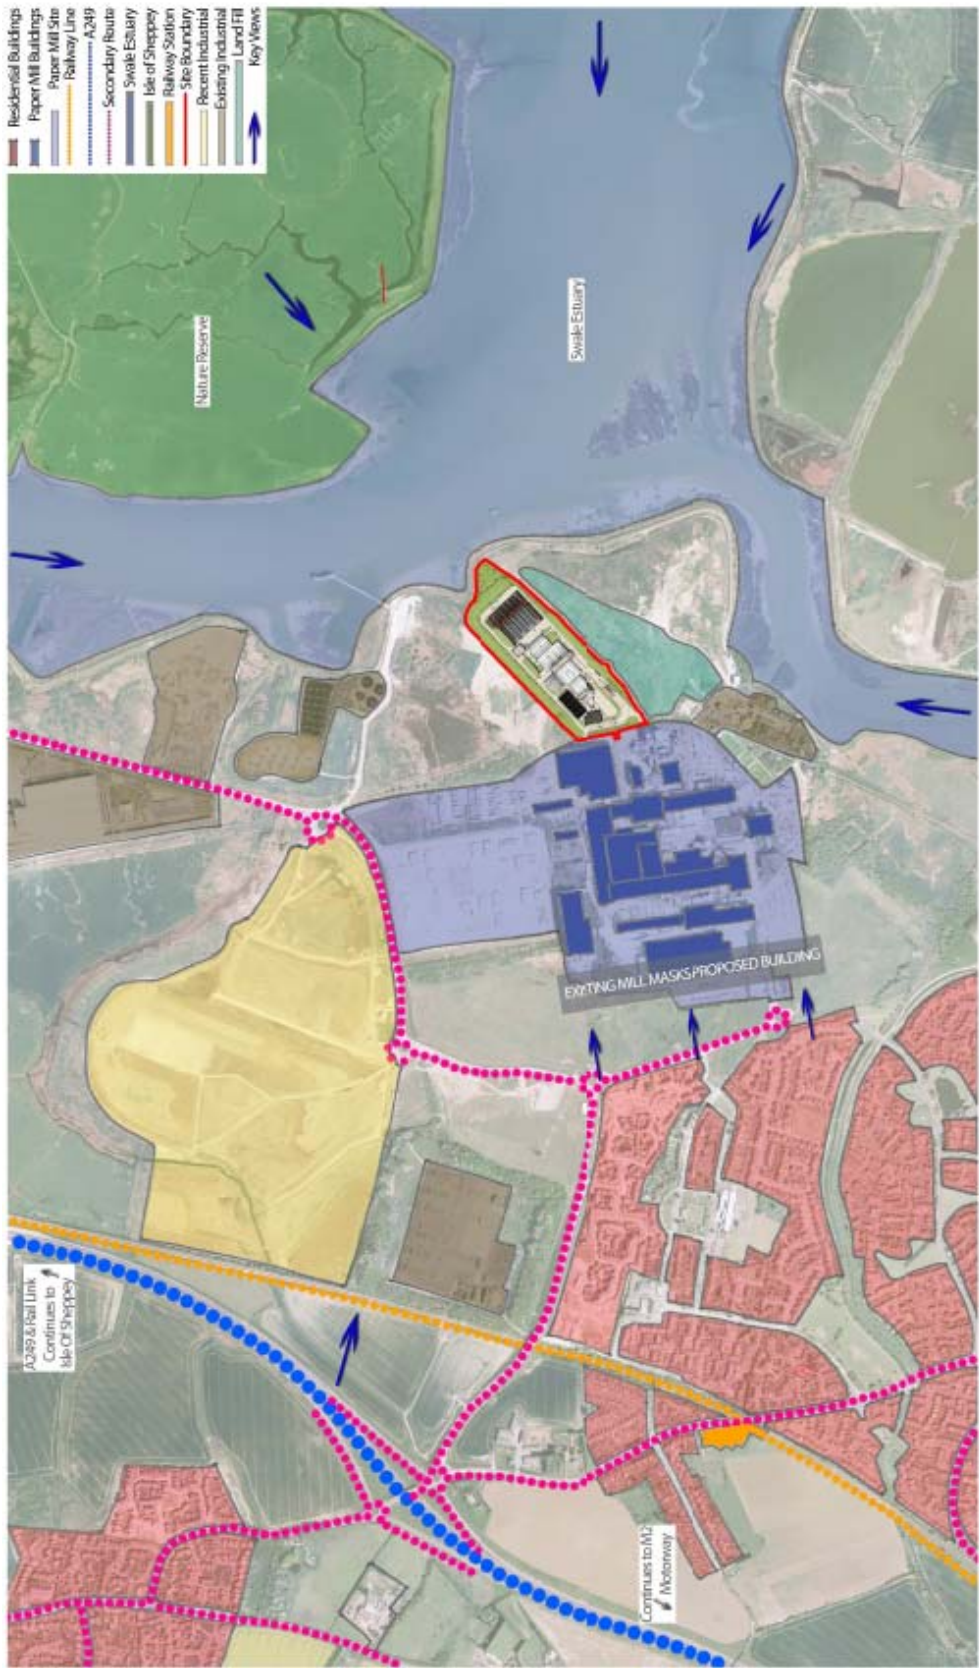 Residential Buildings
Paper Mill Buildings
Paper Mill Site
Railway Line
A249
Secondary Route
Swale Estuary
Isle of Sheppey
Railway Station
Site Boundary
Recent Industrial
Existing Industrial
Land Fill
Key Views
Nature Reserve
Swale Estuary
EXISTING MILL MASKS PROPOSED BUILDING
A249 & Rail Link
Continues to
Isle Of Sheppey
Continues to M2
Motorway